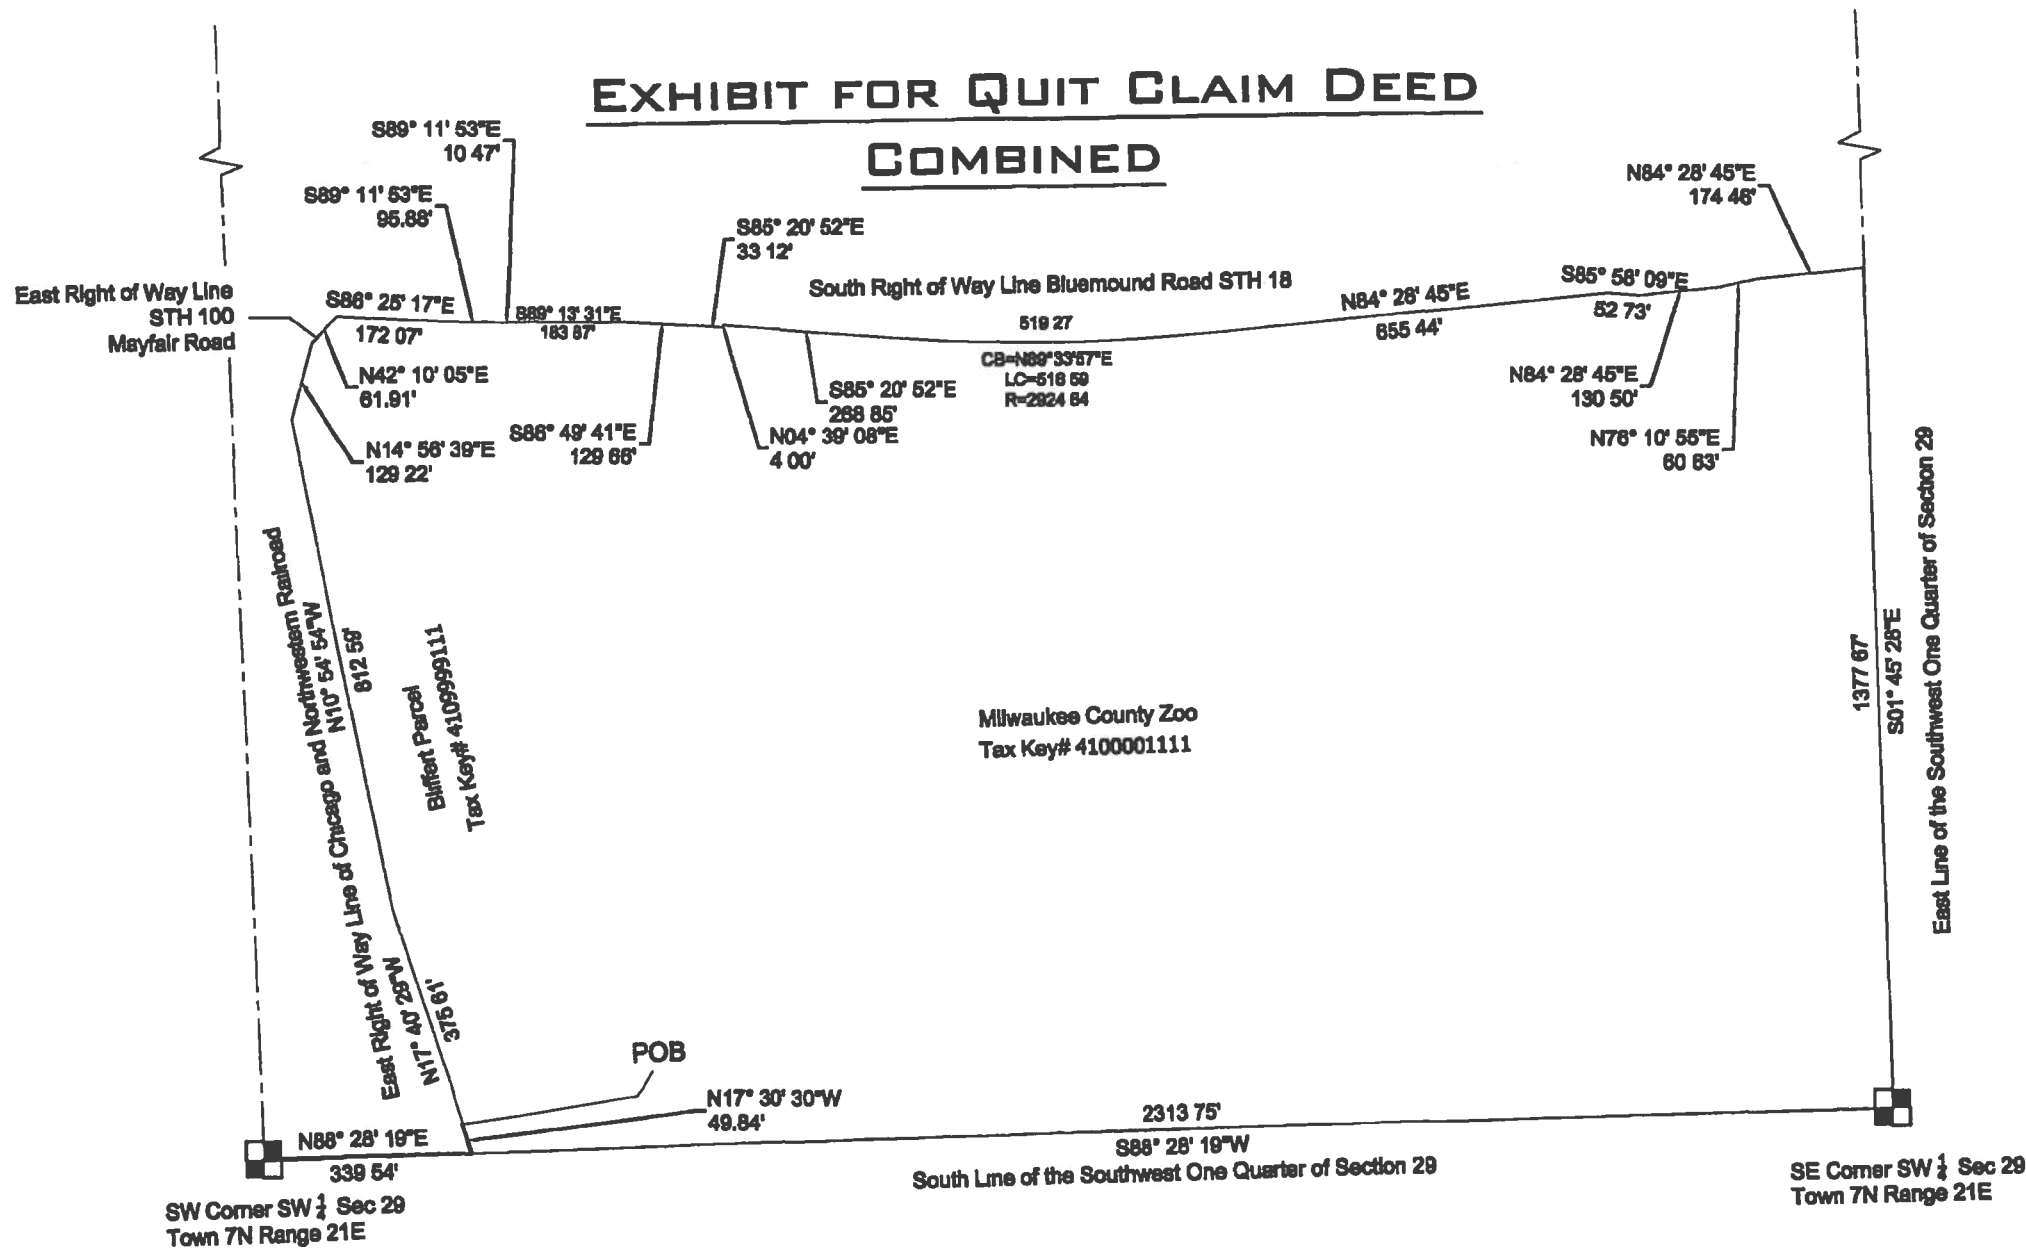 EXHIBIT FOR QUIT CLAIM DEED
COMBINED
S89° 11' 53"E
10 47'
S89° 11' 53"E
95.88'
N84° 28' 45"E
174 46'
S85° 20' 52"E
33 12'
South Right of Way Line Bluemound Road STH 18
S85° 58' 09"E
52 73'
East Right of Way Line
STH 100
Mayfair Road
S86° 25' 17"E
172 07'
S89° 13' 31"E
183 87'
519 27
CB=N89°33'57"E
LC=518 59
R=2924 84
N84° 28' 45"E
655 44'
N42° 10' 05"E
61.91'
S85° 20' 52"E
268 85'
N84° 28' 45"E
130 50'
N14° 56' 39"E
129 22'
S86° 49' 41"E
129 66'
N04° 39' 08"E
4 00'
N76° 10' 55"E
60 63'
East Right of Way Line of Chicago and Northwestern Railroad
N10° 54' 54"W
812 59'
Bliffert Parcel
Tax Key# 4109999111
Milwaukee County Zoo
Tax Key# 4100001111
1377 67'
S01° 45' 28"E
East Line of the Southwest One Quarter of Section 29
N17° 40' 29"W
375 61'
POB
N17° 30' 30"W
49.84'
N88° 28' 19"E
339 54'
2313 75'
S88° 28' 19"W
South Line of the Southwest One Quarter of Section 29
SW Corner SW 1/4 Sec 29
Town 7N Range 21E
SE Corner SW 1/4 Sec 29
Town 7N Range 21E